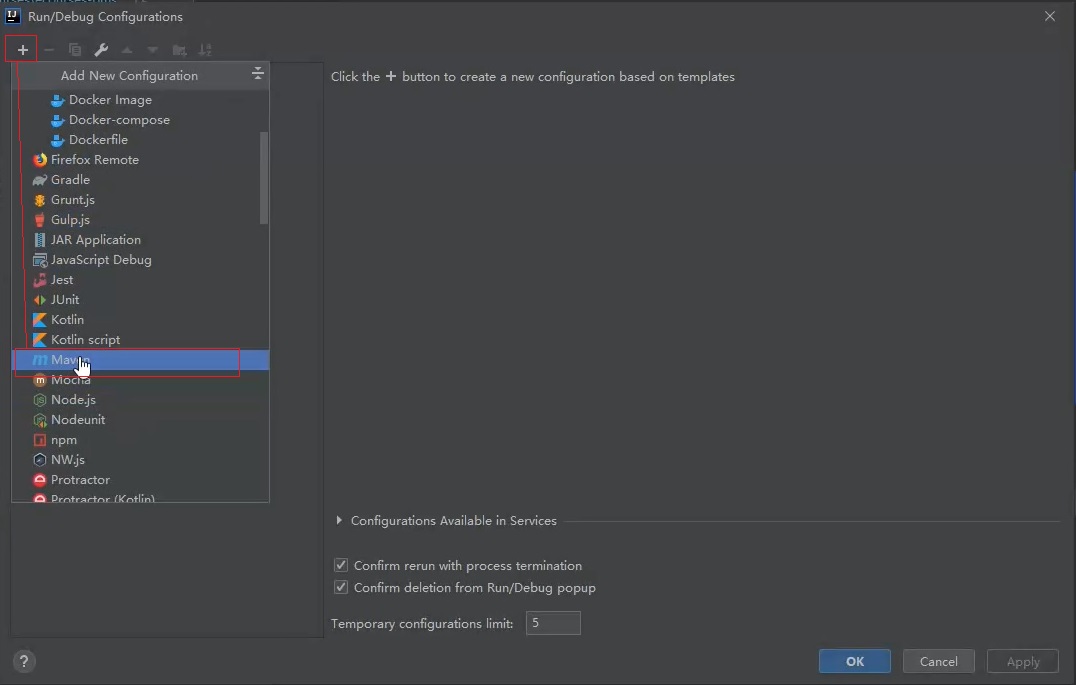 Run/Debug Configurations
Add New Configuration
Click the + button to create a new configuration based on templates
Docker Image
Docker-compose
Dockerfile
Firefox Remote
Gradle
Grunt.js
Gulp.js
JAR Application
JavaScript Debug
Jest
JUnit
Kotlin
Kotlin script
Maven
Mocha
Node.js
Nodeunit
npm
NW.js
Protractor
Protractor (Kotlin)
Configurations Available in Services
Confirm rerun with process termination
Confirm deletion from Run/Debug popup
Temporary configurations limit: 5
? OK Cancel Apply